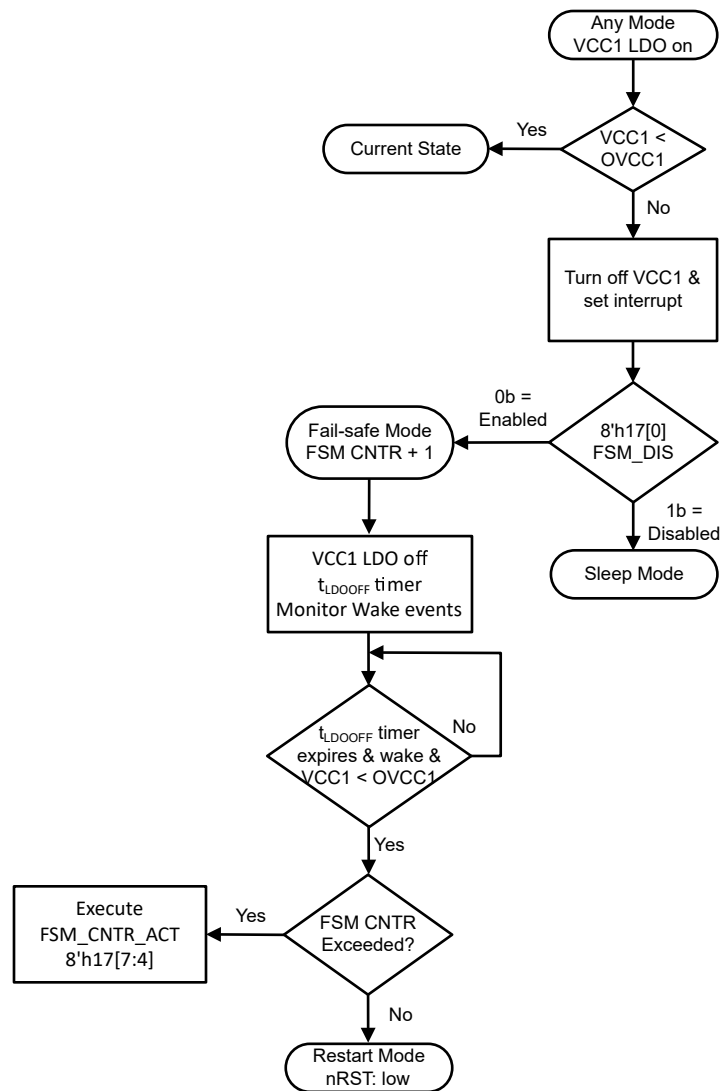 Any Mode
VCC1 LDO on
Yes
VCC1 <
OVCC1
Current State
No
Turn off VCC1 &
set interrupt
0b =
Enabled
8'h17[0]
FSM_DIS
Fail-safe Mode
FSM CNTR + 1
1b =
Disabled
Sleep Mode
VCC1 LDO off
tLDOOFF timer
Monitor Wake events
tLDOOFF timer
expires & wake &
VCC1 < OVCC1
No
Yes
FSM CNTR
Exceeded?
Yes
Execute
FSM_CNTR_ACT
8'h17[7:4]
No
Restart Mode
nRST: low